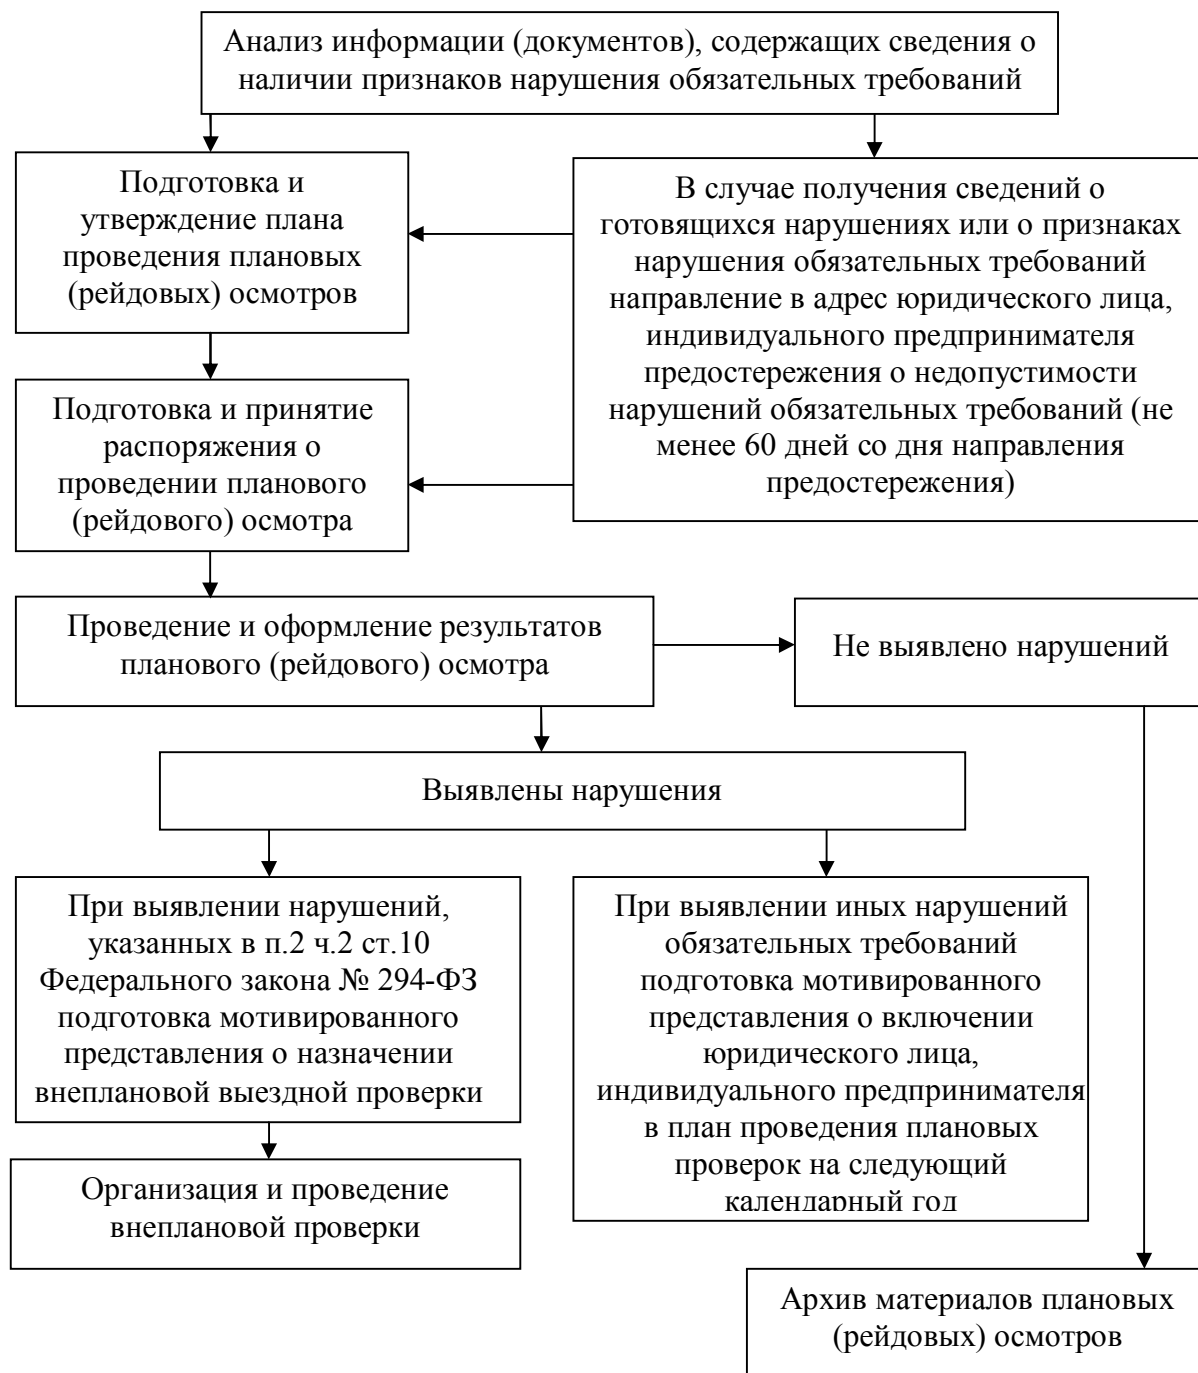 Анализ информации (документов), содержащих сведения о
наличии признаков нарушения обязательных требований
Подготовка и
утверждение плана
проведения плановых
(рейдовых) осмотров
В случае получения сведений о
готовящихся нарушениях или о признаках
нарушения обязательных требований
направление в адрес юридического лица,
индивидуального предпринимателя
предостережения о недопустимости
нарушений обязательных требований (не
менее 60 дней со дня направления
предостережения)
Подготовка и принятие
распоряжения о
проведении планового
(рейдового) осмотра
Проведение и оформление результатов
планового (рейдового) осмотра
Не выявлено нарушений
Выявлены нарушения
При выявлении нарушений,
указанных в п.2 ч.2 ст.10
Федерального закона № 294-ФЗ
подготовка мотивированного
представления о назначении
внеплановой выездной проверки
При выявлении иных нарушений
обязательных требований
подготовка мотивированного
представления о включении
юридического лица,
индивидуального предпринимателя
в план проведения плановых
проверок на следующий
календарный год
Организация и проведение
внеплановой проверки
Архив материалов плановых
(рейдовых) осмотров